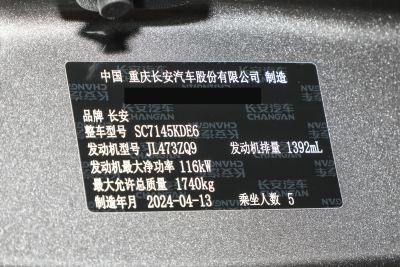 中国 重庆长安汽车股份有限公司 制造
品牌 长安
整车型号 SC7145KDE6
发动机型号 JL473ZQ9 发动机排量 1392mL
发动机最大净功率 116kW
最大允许总质量 1740kg
制造年月 2024-04-13 乘坐人数 5